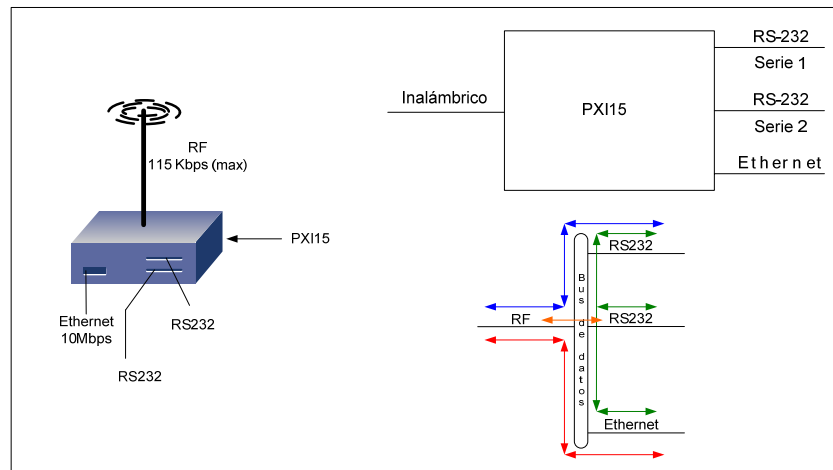 RF
115 Kbps (max)
PXI15
Ethernet
10Mbps
RS232
RS232
Inalámbrico
PXI15
RS-232
Serie 1
RS-232
Serie 2
Ethernet
RS232
RF
RS232
Ethernet
Bus de datos